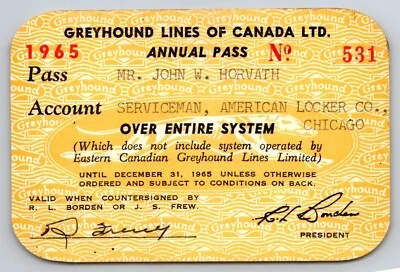 GREYHOUND LINES OF CANADA LTD.
1965 ANNUAL PASS No 531
Pass MR. JOHN W. HORVATH
Account SERVICEMAN, AMERICAN LOCKER CO.,
CHICAGO
OVER ENTIRE SYSTEM
(Which does not include system operated by
Eastern Canadian Greyhound Lines Limited)
UNTIL DECEMBER 31, 1965 UNLESS OTHERWISE
ORDERED AND SUBJECT TO CONDITIONS ON BACK.
VALID WHEN COUNTERSIGNED BY
R. L. BORDEN OR J. S. FREW.
R L Borden
PRESIDENT